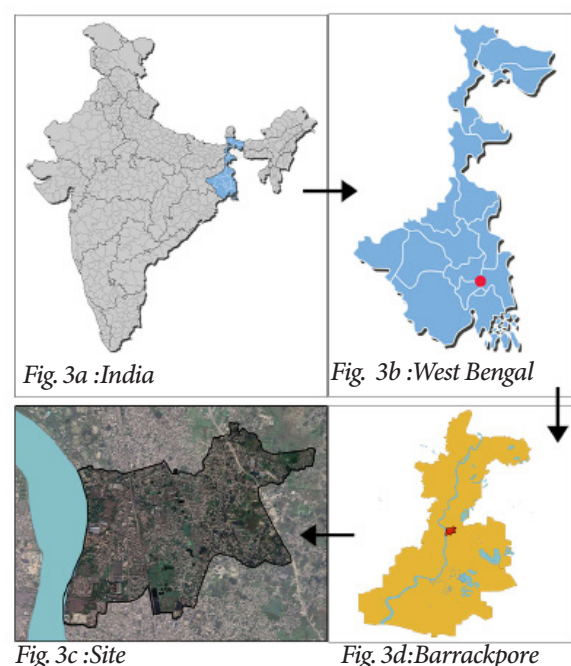 Fig. 3a :India
Fig. 3b :West Bengal
Fig. 3c :Site
Fig. 3d:Barrackpore